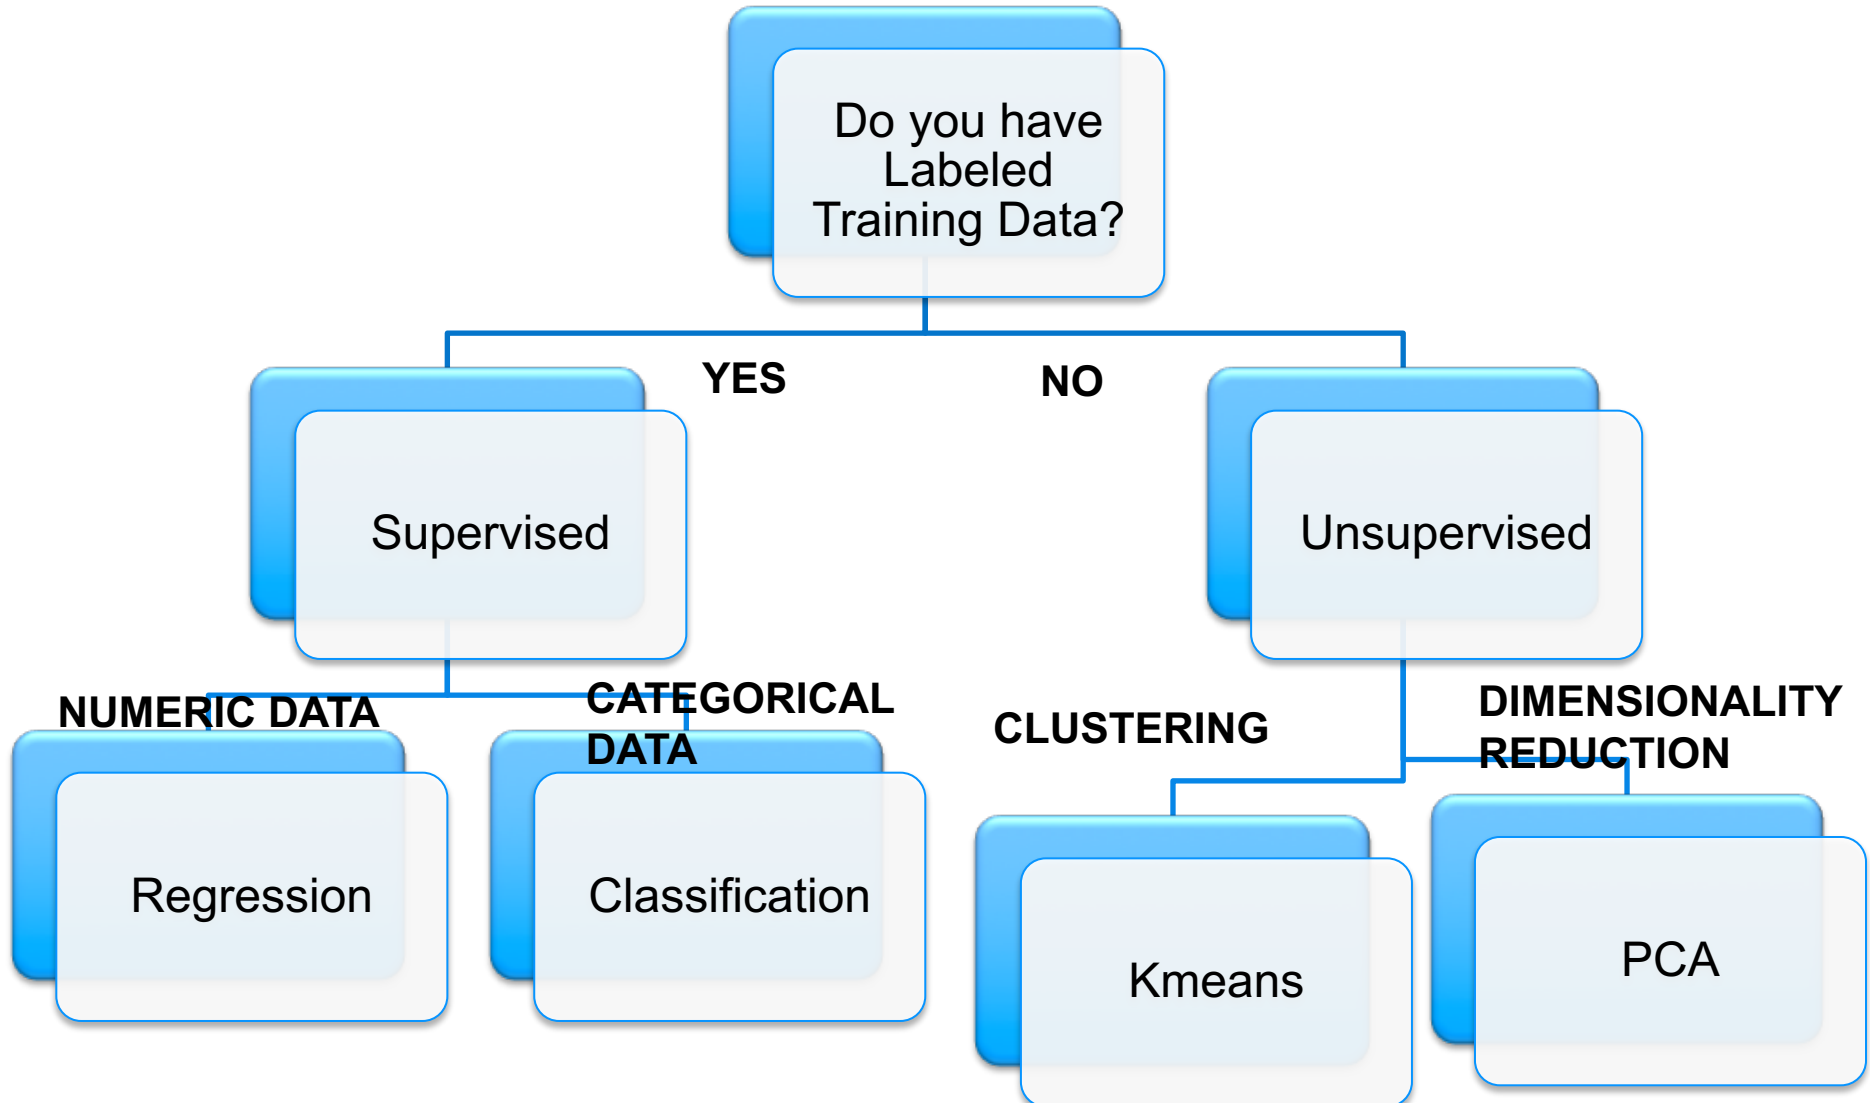 Do you have
Labeled
Training Data?
YES
NO
Supervised
Unsupervised
NUMERIC DATA
CATEGORICAL
DATA
CLUSTERING
DIMENSIONALITY
REDUCTION
Regression
Classification
Kmeans
PCA